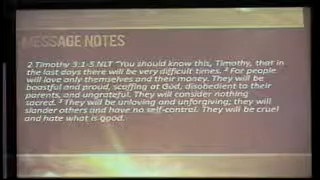 MESSAGE NOTES
2 Timothy 3:1-5 NLT "You should know this, Timothy, that in
the last days there will be very difficult times. ² For people
will love only themselves and their money. They will be
boastful and proud, scoffing at God, disobedient to their
parents, and ungrateful. They will consider nothing
sacred. ³ They will be unloving and unforgiving; they will
slander others and have no self-control. They will be cruel
and hate what is good.